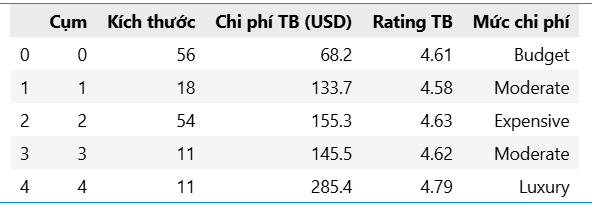 Cụm Kích thước Chi phí TB (USD) Rating TB Mức chi phí
0 0 56 68.2 4.61 Budget
1 1 18 133.7 4.58 Moderate
2 2 54 155.3 4.63 Expensive
3 3 11 145.5 4.62 Moderate
4 4 11 285.4 4.79 Luxury